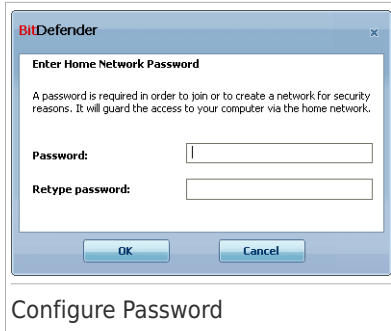 BitDefender
Enter Home Network Password
A password is required in order to join or to create a network for security
reasons. It will guard the access to your computer via the home network.
Password:
Retype password:
OK Cancel
Configure Password